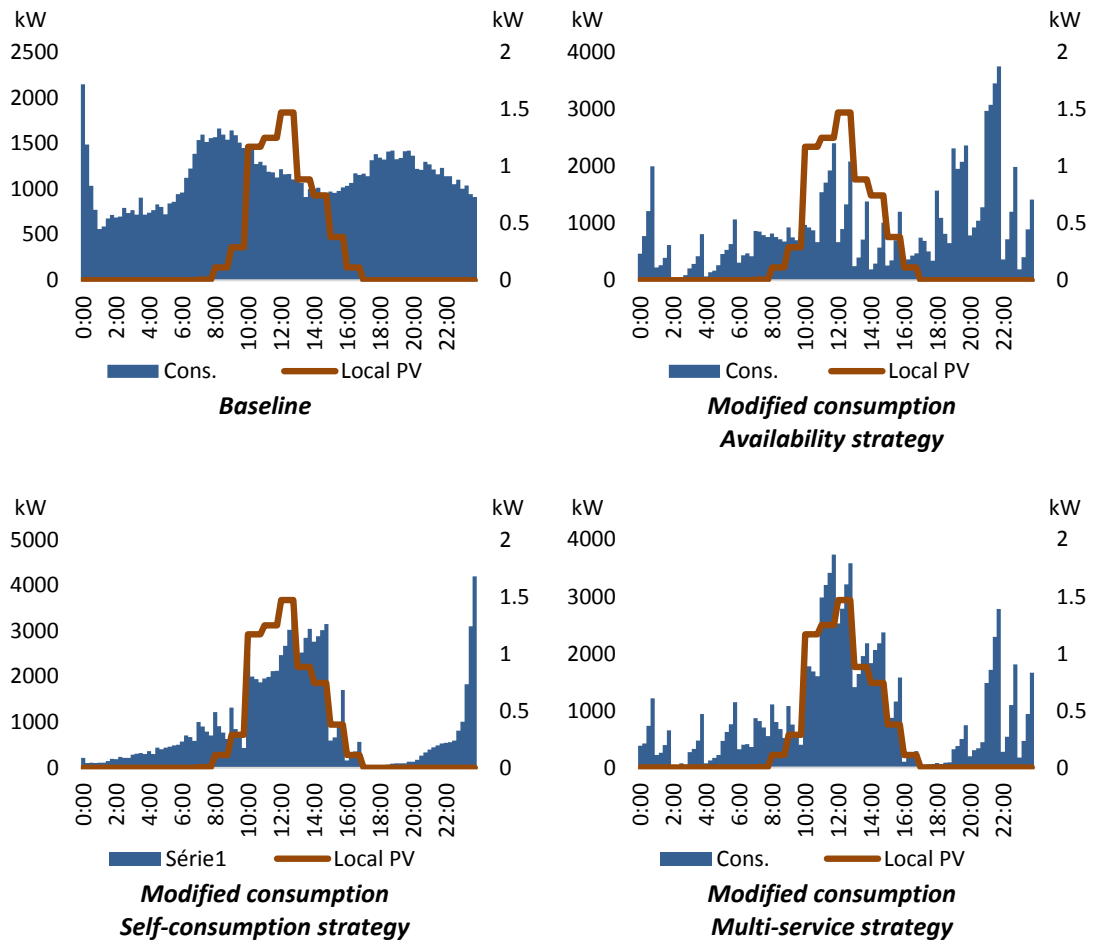 kW kW
2500 2
2000
1.5
1500
1
1000
0.5
500
0 0
0:00 2:00 4:00 6:00 8:00 10:00 12:00 14:00 16:00 18:00 20:00 22:00
Cons. Local PV
Baseline
kW kW
4000 2
3000 1.5
2000 1
1000 0.5
0 0
0:00 2:00 4:00 6:00 8:00 10:00 12:00 14:00 16:00 18:00 20:00 22:00
Cons. Local PV
Modified consumption
Availability strategy
kW kW
5000 2
4000
1.5
3000
1
2000
0.5
1000
0 0
0:00 2:00 4:00 6:00 8:00 10:00 12:00 14:00 16:00 18:00 20:00 22:00
Série1 Local PV
Modified consumption
Self-consumption strategy
kW kW
4000 2
3000 1.5
2000 1
1000 0.5
0 0
0:00 2:00 4:00 6:00 8:00 10:00 12:00 14:00 16:00 18:00 20:00 22:00
Cons. Local PV
Modified consumption
Multi-service strategy